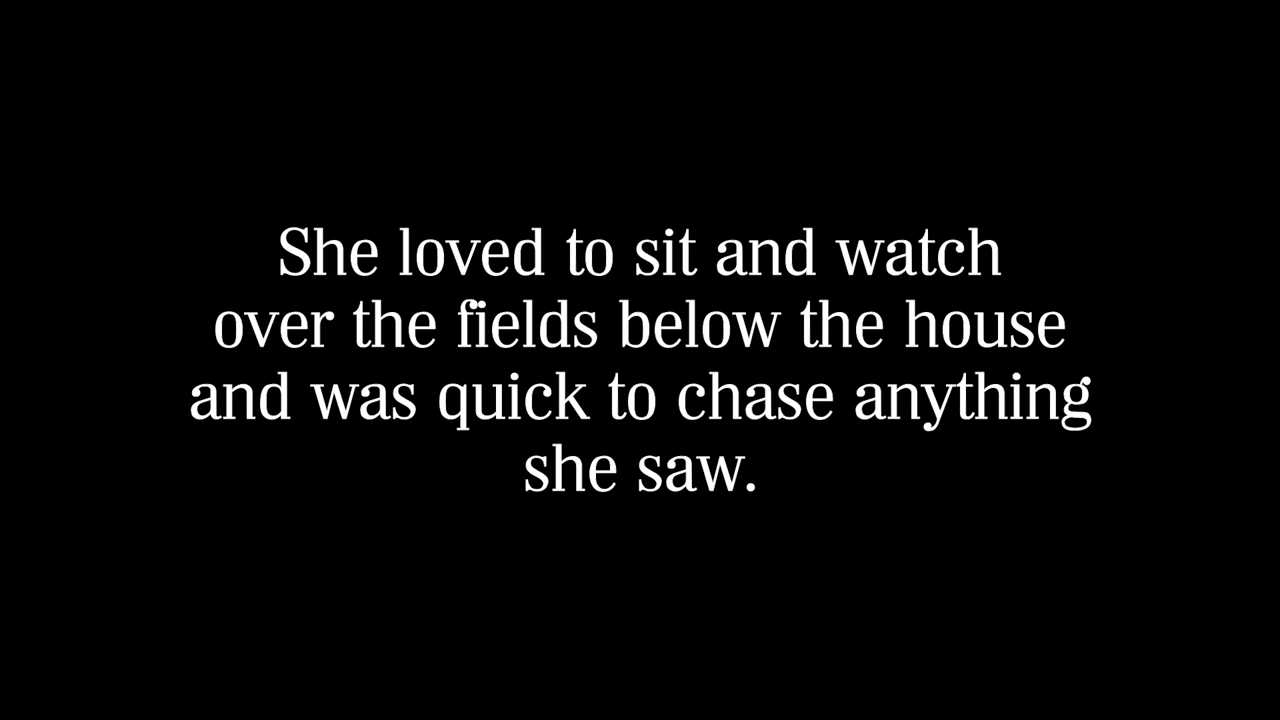 She loved to sit and watch
over the fields below the house
and was quick to chase anything
she saw.